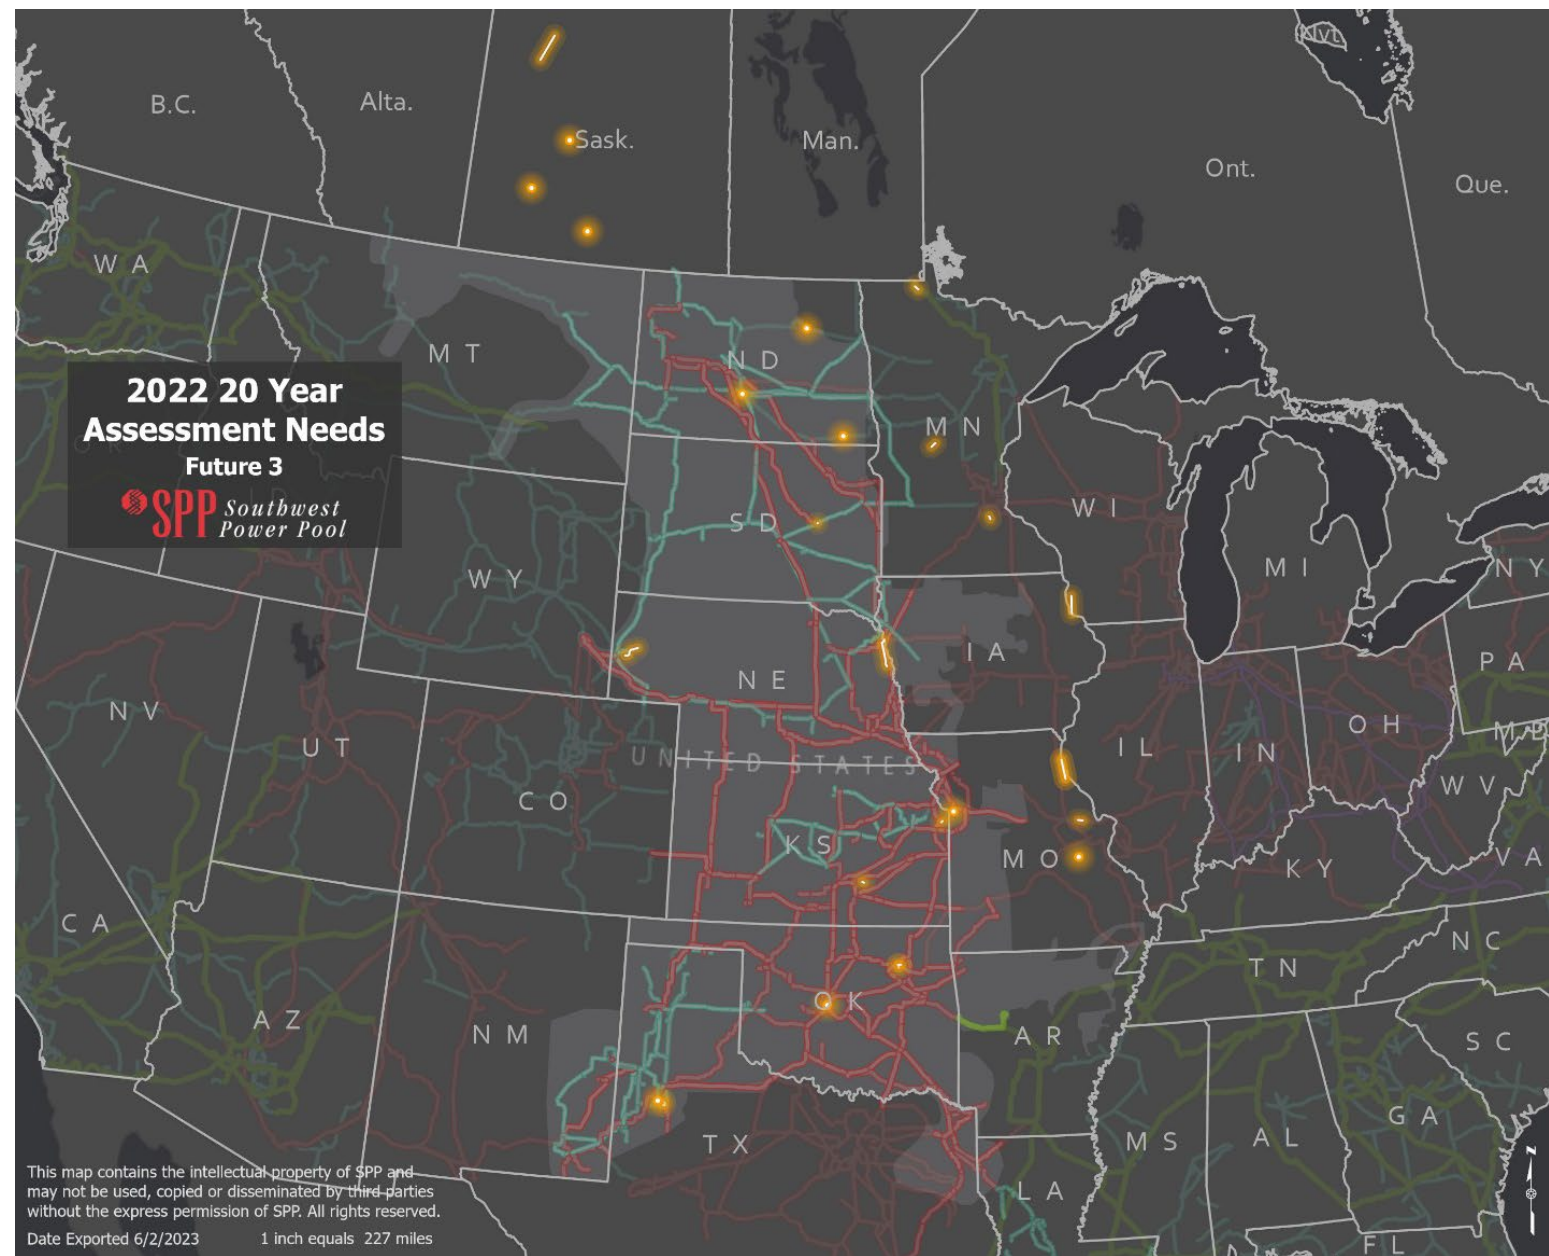 Nvt.
B.C.
Alta.
Sask.
Man.
Ont.
Que.
W A
M T
N D
M N
2022 20 Year
Assessment Needs
Future 3
SPP Southwest
Power Pool
S D
W I
M I
N Y
W Y
I A
N E
P A
N V
U T
I L
I N
O H
UNITED STATES
C O
W V
K S
M O
K Y
V A
C A
N C
T N
A Z
N M
O K
A R
S C
T X
M S
A L
G A
L A
F L
This map contains the intellectual property of SPP and
may not be used, copied or disseminated by third parties
without the express permission of SPP. All rights reserved.
Date Exported 6/2/2023 1 inch equals 227 miles
N